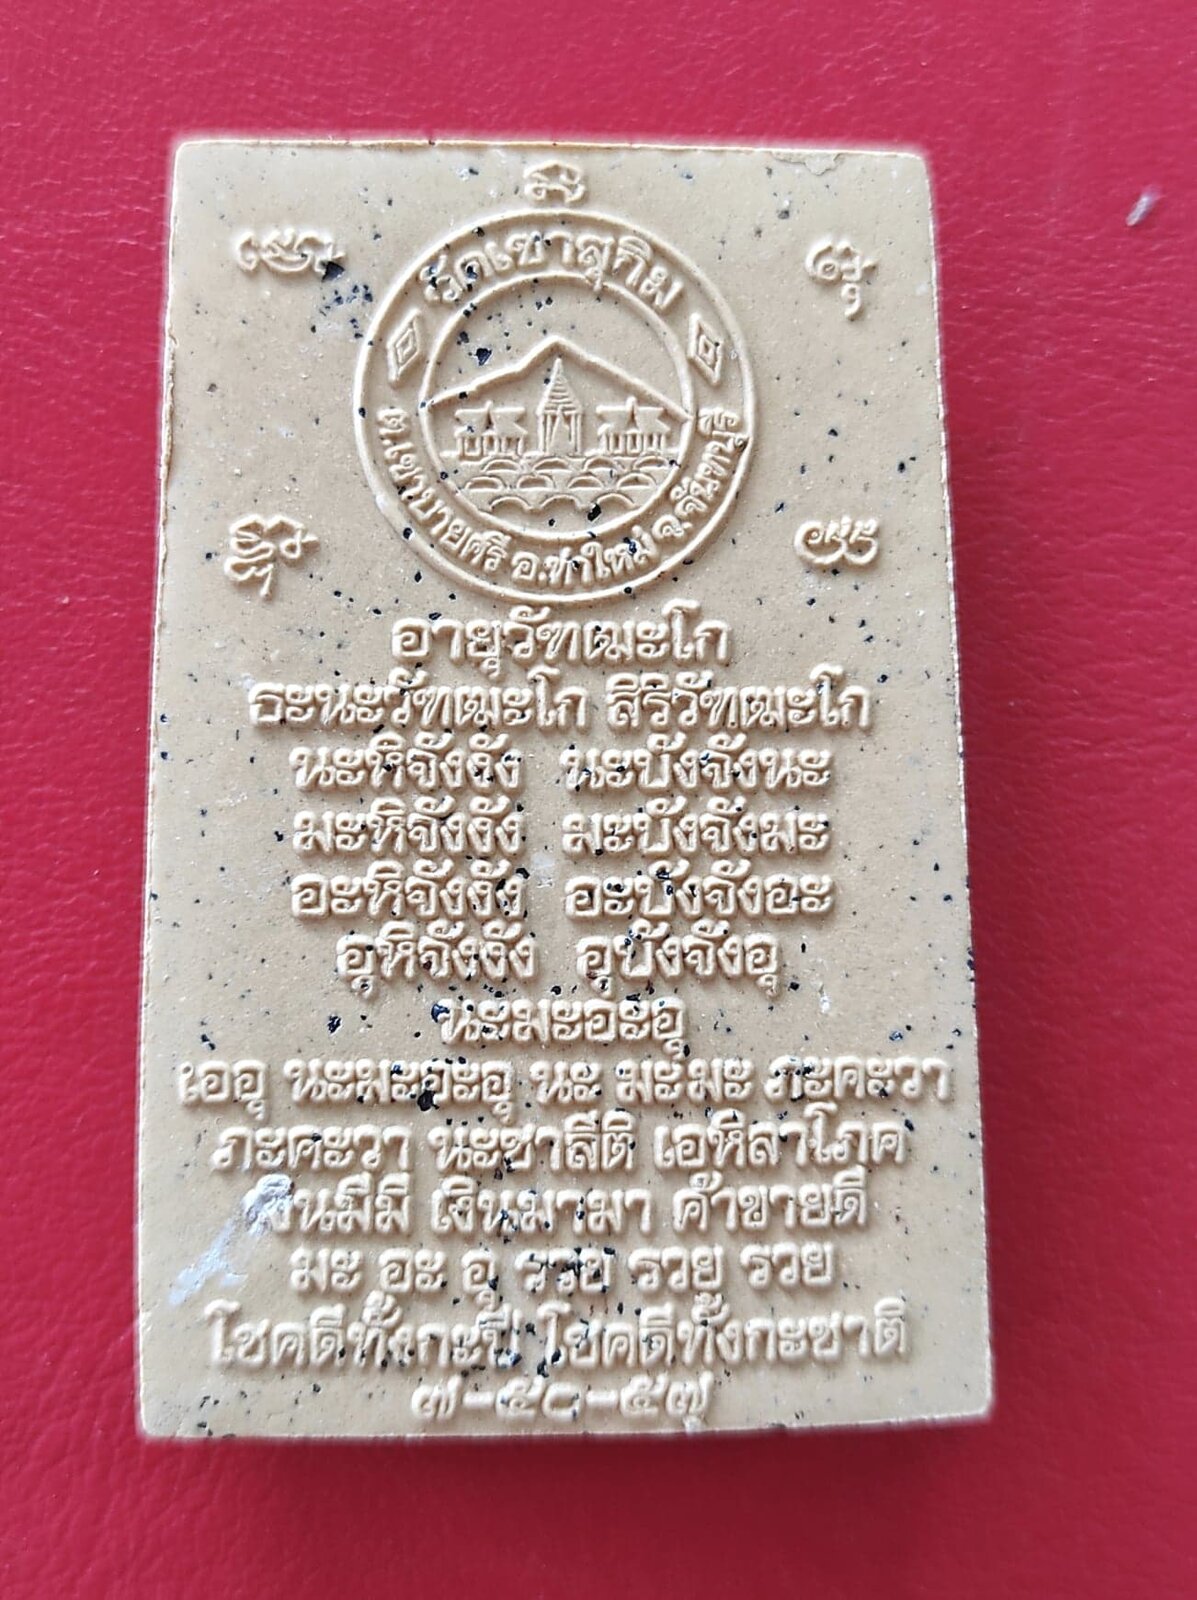 วัดเขาสุกิม
ต.เขาบายศรี อ.ท่าใหม่ จ.จันทบุรี
อายุวัฑฒะโก
ธะนะวัฑฒะโก สิริวัฑฒะโก
นะหิจังงัง นะบังจังนะ
มะหิจังงัง มะบังจังมะ
อะหิจังงัง อะบังจังอะ
อุหิจังงัง อุบังจังอุ
นะมะอะอุ
เออุ นะมะอะอุ นะ มะมะ ภะคะวา
ภะคะวา นะชาลีติ เอหิลาโภค
เงินมีมี เงินมามา ค้าขายดี
มะ อะ อุ รวย รวย รวย
โชคดีทั้งกะปี โชคดีทั้งกะชาติ
๗-๕๘-๕๗